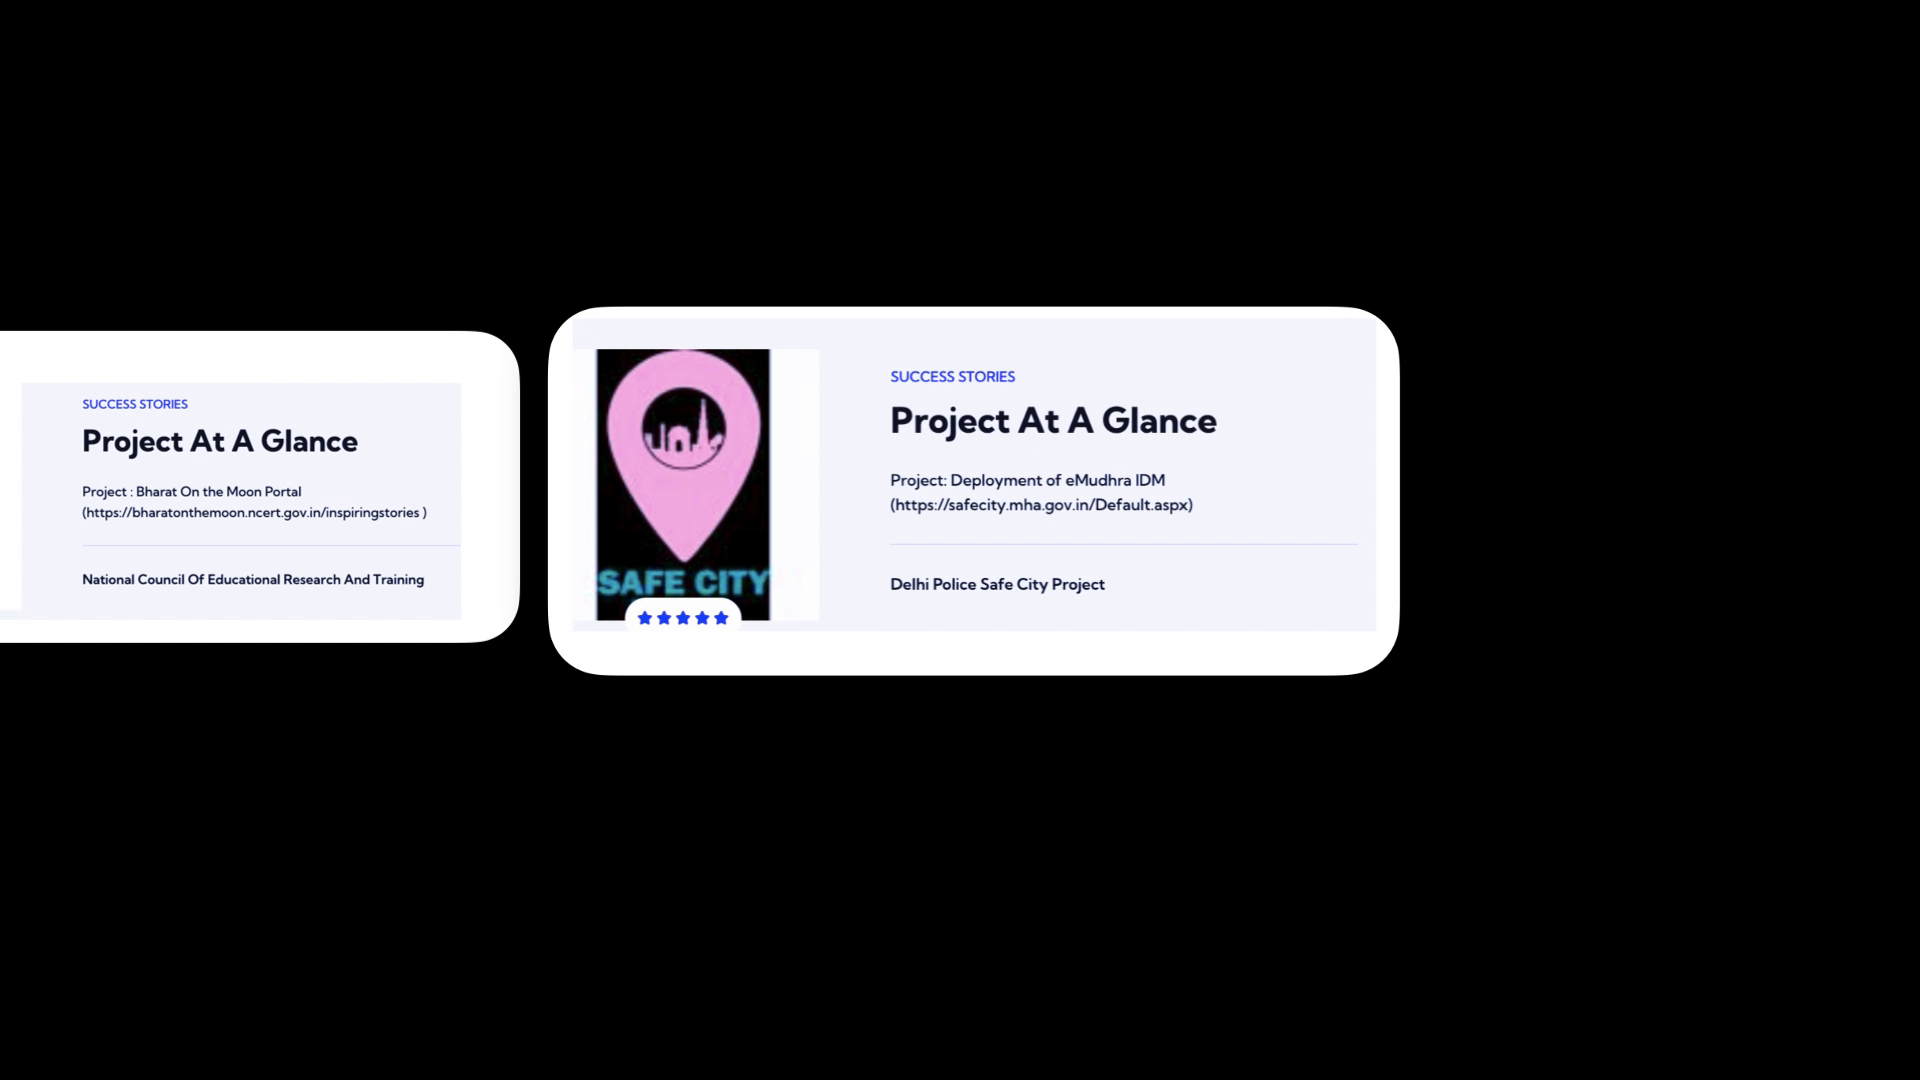 SUCCESS STORIES
Project At A Glance
Project : Bharat On the Moon Portal
(https://bharatonthemoon.ncert.gov.in/inspiringstories )
National Council Of Educational Research And Training
SAFE CITY
SUCCESS STORIES
Project At A Glance
Project: Deployment of eMudhra IDM
(https://safecity.mha.gov.in/Default.aspx)
Delhi Police Safe City Project